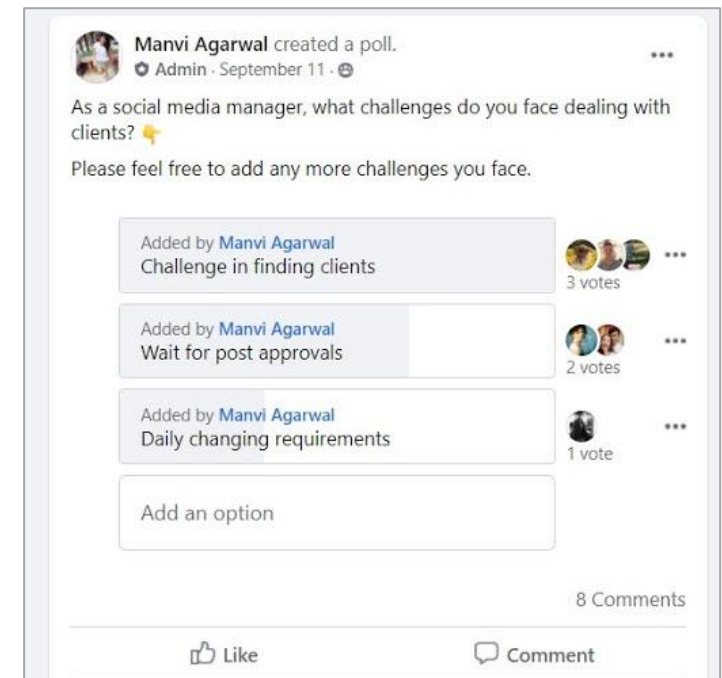 Manvi Agarwal created a poll.
Admin · September 11 ·
As a social media manager, what challenges do you face dealing with
clients? 👇
Please feel free to add any more challenges you face.
Added by Manvi Agarwal
Challenge in finding clients
3 votes
Added by Manvi Agarwal
Wait for post approvals
2 votes
Added by Manvi Agarwal
Daily changing requirements
1 vote
Add an option
8 Comments
Like
Comment